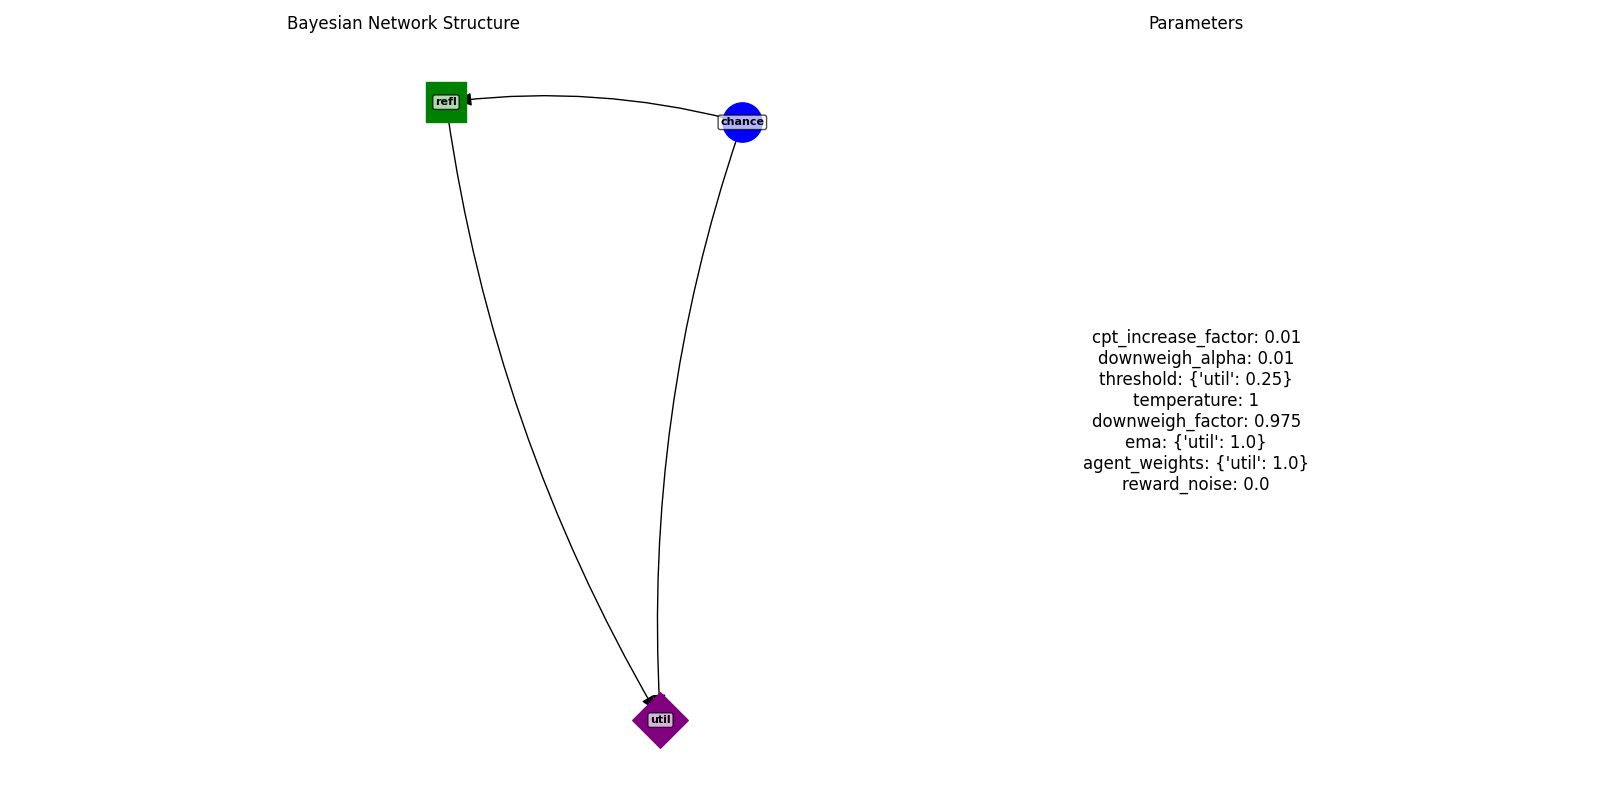 Bayesian Network Structure
Parameters
refl
chance
util
cpt_increase_factor: 0.01
downweigh_alpha: 0.01
threshold: {'util': 0.25}
temperature: 1
downweigh_factor: 0.975
ema: {'util': 1.0}
agent_weights: {'util': 1.0}
reward_noise: 0.0